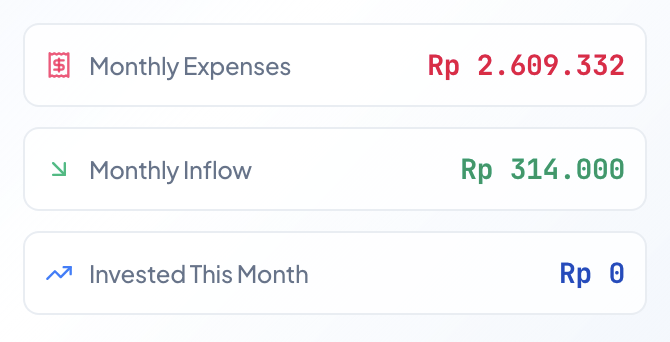 Monthly Expenses Rp 2.609.332
Monthly Inflow Rp 314.000
Invested This Month Rp 0